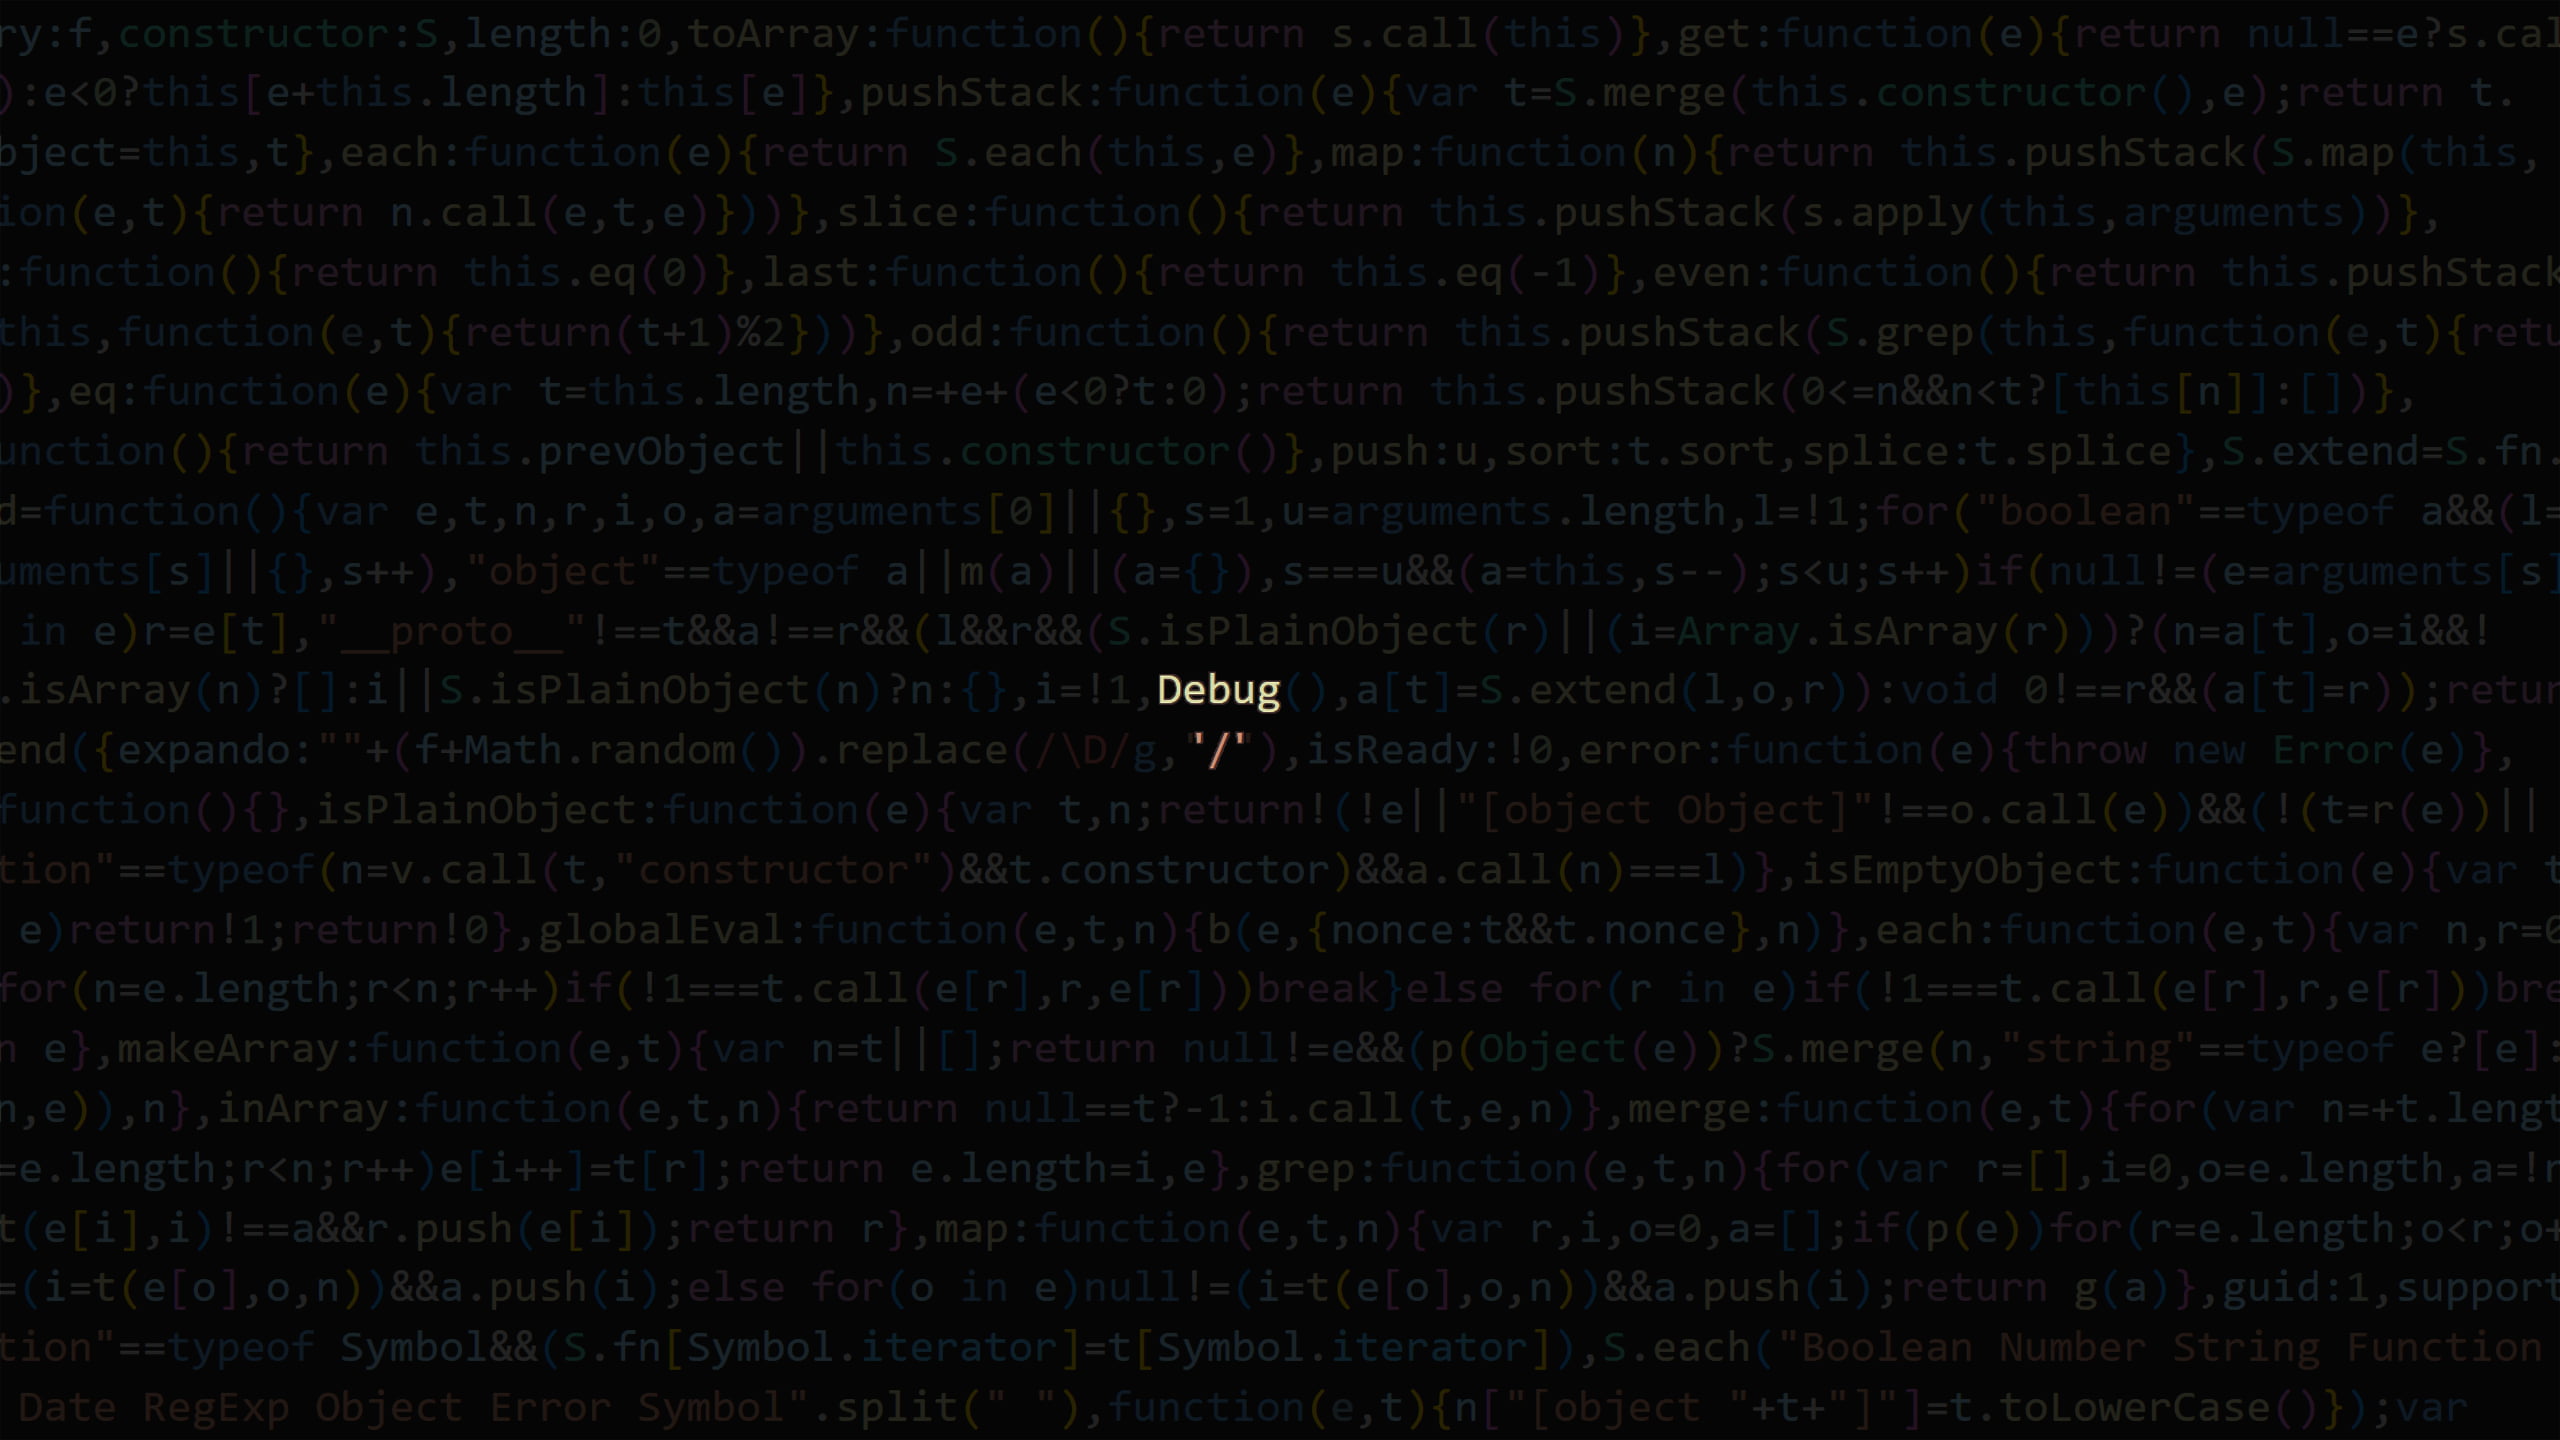 ry:f,constructor:S,length:0,toArray:function(){return s.call(this)},get:function(e){return null==e?s.cal
):e<0?this[e+this.length]:this[e]},pushStack:function(e){var t=S.merge(this.constructor(),e);return t.
bject=this,t},each:function(e){return S.each(this,e)},map:function(n){return this.pushStack(S.map(this,
ion(e,t){return n.call(e,t,e)}))},slice:function(){return this.pushStack(s.apply(this,arguments))},
:function(){return this.eq(0)},last:function(){return this.eq(-1)},even:function(){return this.pushStack
this,function(e,t){return(t+1)%2}))},odd:function(){return this.pushStack(S.grep(this,function(e,t){retu
)},eq:function(e){var t=this.length,n=+e+(e<0?t:0);return this.pushStack(0<=n&&n<t?[this[n]]:[])},
unction(){return this.prevObject||this.constructor()},push:u,sort:t.sort,splice:t.splice},S.extend=S.fn.
d=function(){var e,t,n,r,i,o,a=arguments[0]||{},s=1,u=arguments.length,l=!1;for("boolean"==typeof a&&(l=
uments[s]||{},s++),"object"==typeof a||m(a)||(a={}),s===u&&(a=this,s--);s<u;s++)if(null!=(e=arguments[s]
in e)r=e[t],"__proto__"!==t&&a!==r&&(l&&r&&(S.isPlainObject(r)||(i=Array.isArray(r)))?(n=a[t],o=i&&!
.isArray(n)?[]:i||S.isPlainObject(n)?n:{},i=!1,Debug(),a[t]=S.extend(l,o,r)):void 0!==r&&(a[t]=r));retur
end({expando:""+(f+Math.random()).replace(/\D/g,"/"),isReady:!0,error:function(e){throw new Error(e)},
function(){},isPlainObject:function(e){var t,n;return!(!e||"[object Object]"!==o.call(e))&&(!(t=r(e))||
tion"==typeof(n=v.call(t,"constructor")&&t.constructor)&&a.call(n)===l)},isEmptyObject:function(e){var t
e)return!1;return!0},globalEval:function(e,t,n){b(e,{nonce:t&&t.nonce},n)},each:function(e,t){var n,r=0
for(n=e.length;r<n;r++)if(!1===t.call(e[r],r,e[r]))break}else for(r in e)if(!1===t.call(e[r],r,e[r]))bre
n e},makeArray:function(e,t){var n=t||[];return null!=e&&(p(Object(e))?S.merge(n,"string"==typeof e?[e]:
n,e)),n},inArray:function(e,t,n){return null==t?-1:i.call(t,e,n)},merge:function(e,t){for(var n=+t.lengt
=e.length;r<n;r++)e[i++]=t[r];return e.length=i,e},grep:function(e,t,n){for(var r=[],i=0,o=e.length,a=!n
t(e[i],i)!==a&&r.push(e[i]);return r},map:function(e,t,n){var r,i,o=0,a=[];if(p(e))for(r=e.length;o<r;o+
=(i=t(e[o],o,n))&&a.push(i);else for(o in e)null!=(i=t(e[o],o,n))&&a.push(i);return g(a)},guid:1,support
tion"==typeof Symbol&&(S.fn[Symbol.iterator]=t[Symbol.iterator]),S.each("Boolean Number String Function
Date RegExp Object Error Symbol".split(" "),function(e,t){n["[object "+t+"]"]=t.toLowerCase()});var